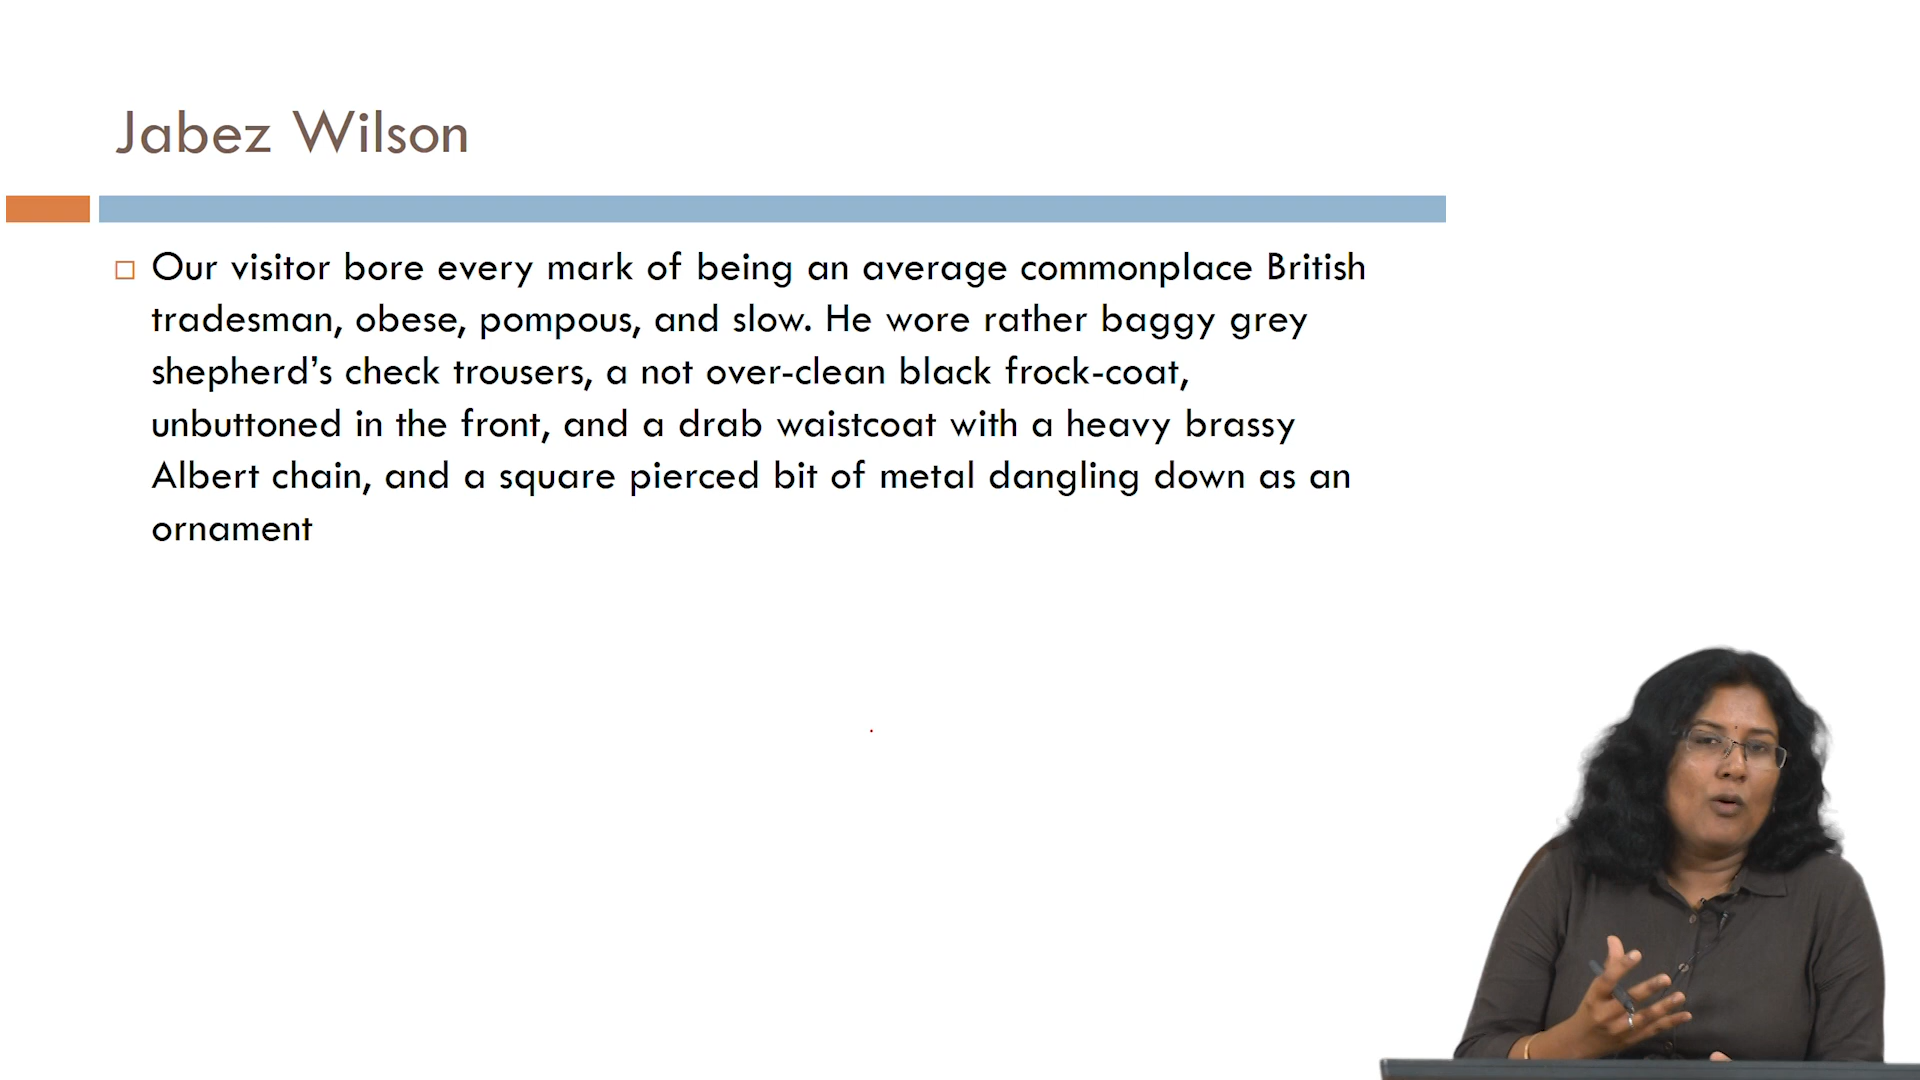 Jabez Wilson
Our visitor bore every mark of being an average commonplace British
tradesman, obese, pompous, and slow. He wore rather baggy grey
shepherd’s check trousers, a not over-clean black frock-coat,
unbuttoned in the front, and a drab waistcoat with a heavy brassy
Albert chain, and a square pierced bit of metal dangling down as an
ornament